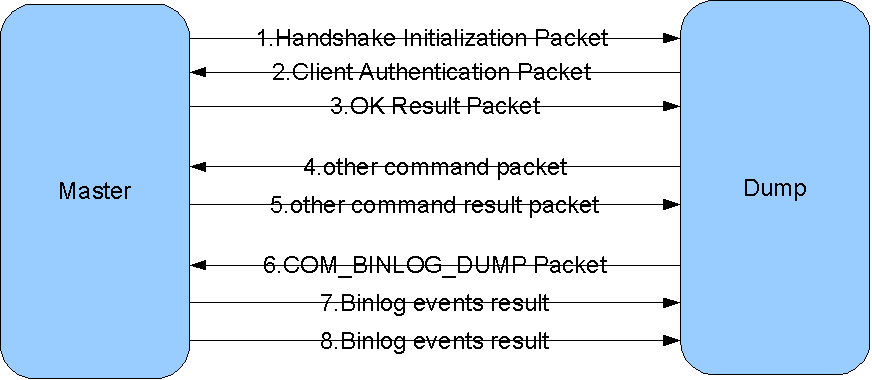 1.Handshake Initialization Packet
2.Client Authentication Packet
3.OK Result Packet
4.other command packet
Master
Dump
5.other command result packet
6.COM_BINLOG_DUMP Packet
7.Binlog events result
8.Binlog events result